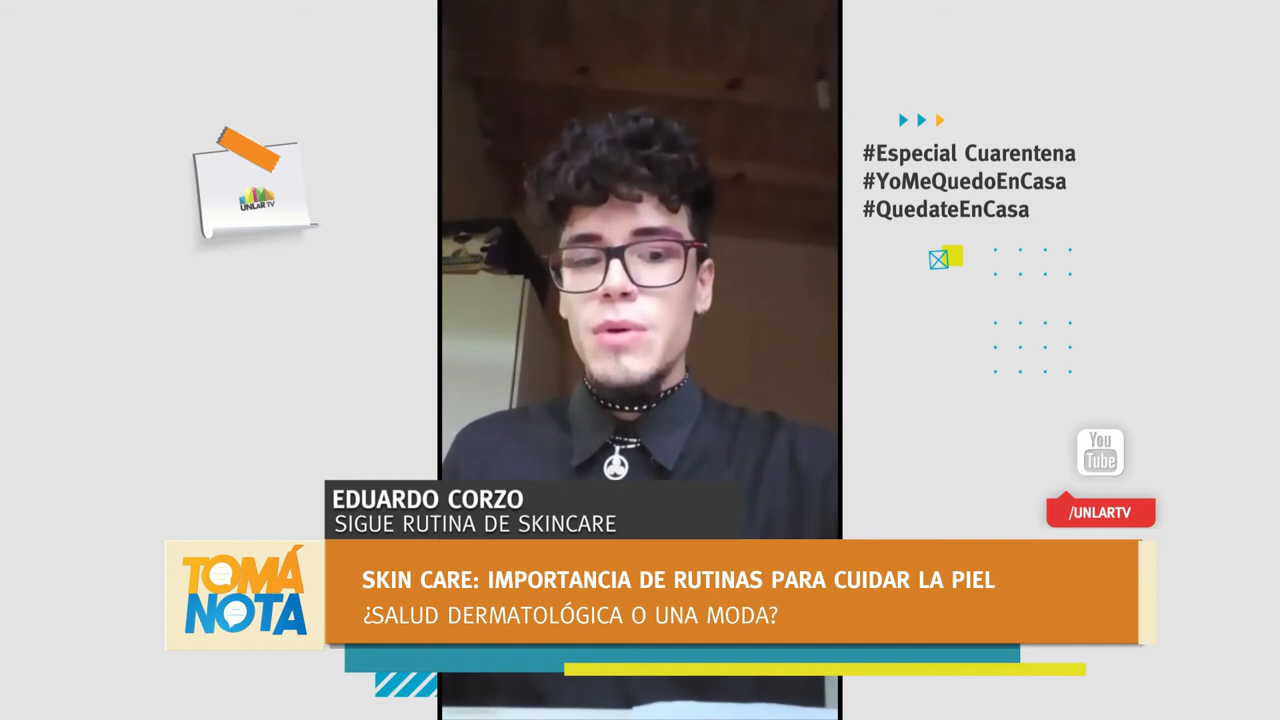 UNLAR TV
#Especial Cuarentena
#YoMeQuedoEnCasa
#QuedateEnCasa
You
Tube
/UNLARTV
EDUARDO CORZO
SIGUE RUTINA DE SKINCARE
TOMÁ
NOTA
SKIN CARE: IMPORTANCIA DE RUTINAS PARA CUIDAR LA PIEL
¿SALUD DERMATOLÓGICA O UNA MODA?